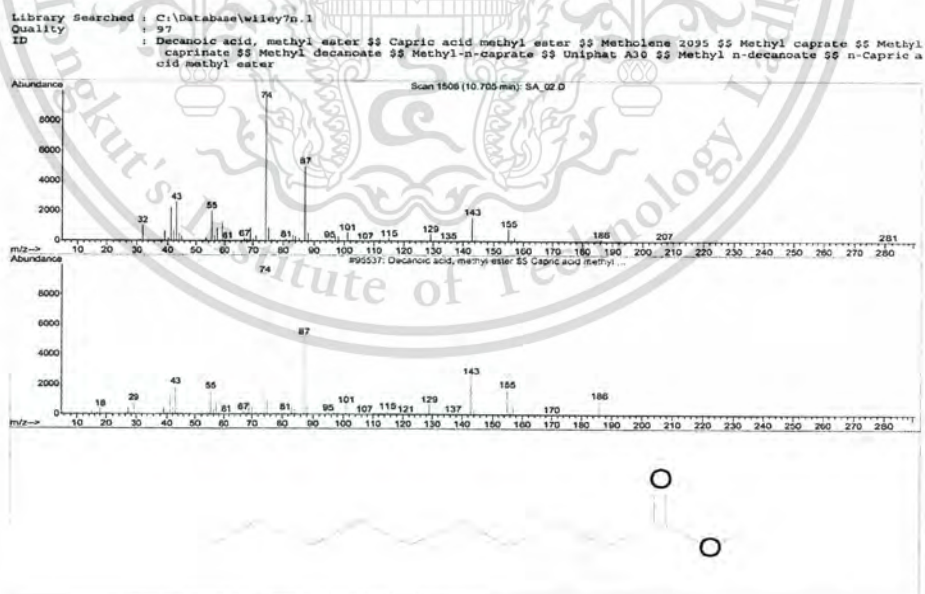 Library Searched : C:\Database\wiley7n.l
Quality : 97
ID : Decanoic acid, methyl ester $$ Capric acid methyl ester $$ Metholene 2095 $$ Methyl caprate $$ Methyl
caprinate $$ Methyl decanoate $$ Methyl-n-caprate $$ Uniphat A30 $$ Methyl n-decanoate $$ n-Capric a
cid methyl ester
Abundance
Scan 1506 (10.705 min): SA_02.D
74
8000
6000
87
4000
43
55
143
2000
32
61 67 81 95 101 107 115 129 135 155 186 207 281
0
m/z-->
10 20 30 40 50 60 70 80 90 100 110 120 130 140 150 160 170 180 190 200 210 220 230 240 250 260 270 280
Abundance
#95537: Decanoic acid, methyl ester $$ Capric acid methyl ...
74
8000
6000
87
4000
143
2000
43
55
155
186
18 29 61 67 81 95 101 107 115 121 129 137 170
0
m/z-->
10 20 30 40 50 60 70 80 90 100 110 120 130 140 150 160 170 180 190 200 210 220 230 240 250 260 270 280
O
O
ngkut's Institute of Technology La